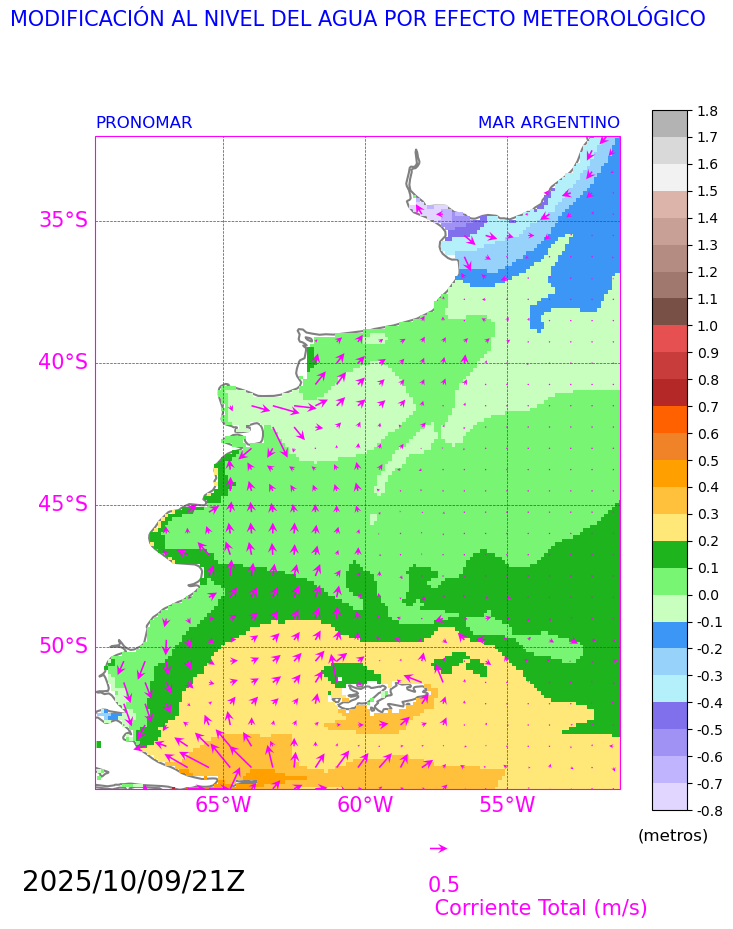 MODIFICACIÓN AL NIVEL DEL AGUA POR EFECTO METEOROLÓGICO
PRONOMAR MAR ARGENTINO
35°S
40°S
45°S
50°S
65°W 60°W 55°W
1.8
1.7
1.6
1.5
1.4
1.3
1.2
1.1
1.0
0.9
0.8
0.7
0.6
0.5
0.4
0.3
0.2
0.1
0.0
-0.1
-0.2
-0.3
-0.4
-0.5
-0.6
-0.7
-0.8
(metros)
2025/10/09/21Z
0.5
Corriente Total (m/s)